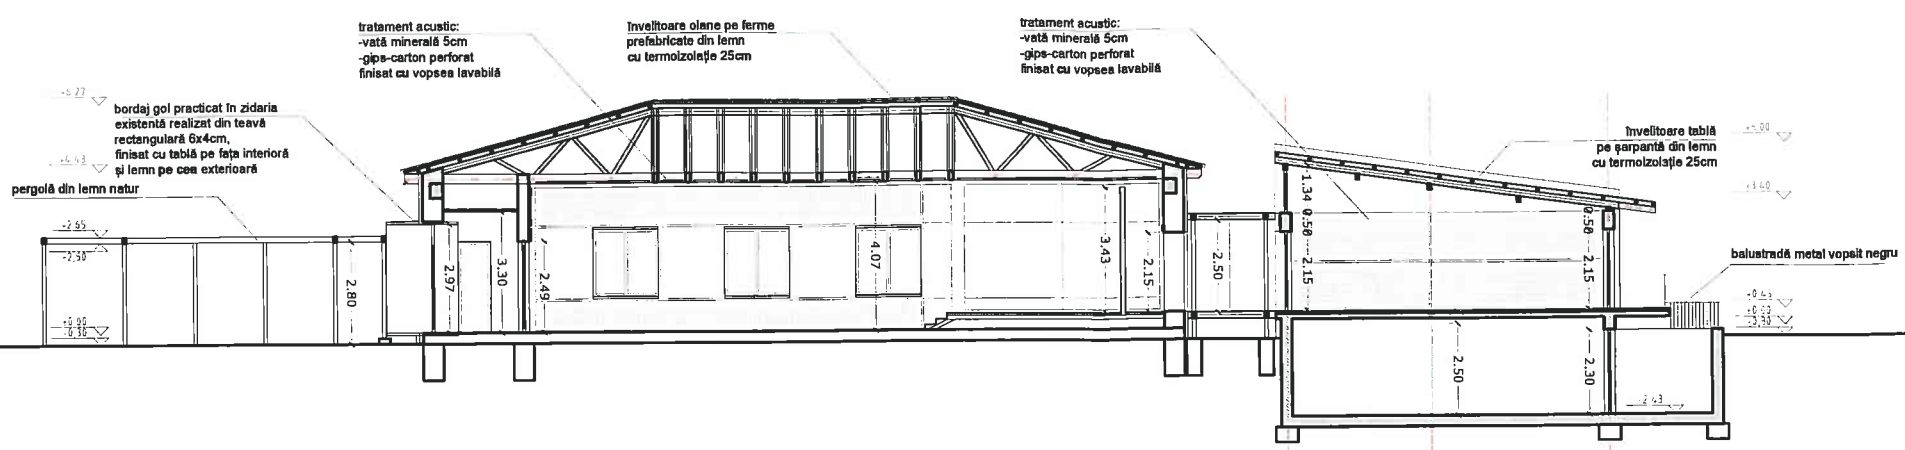 tratament acustic:
-vată minerală 5cm
-gips-carton perforat
finisat cu vopsea lavabilă
învelitoare olane pe ferme
prefabricate din lemn
cu termoizolație 25cm
tratament acustic:
-vată minerală 5cm
-gips-carton perforat
finisat cu vopsea lavabilă
bordaj gol practicat în zidaria
existentă realizat din teavă
rectangulară 6x4cm,
finisat cu tablă pe fața interioră
și lemn pe cea exterioară
pergolă din lemn natur
învelitoare tablă
pe șarpantă din lemn
cu termoizolație 25cm
balustradă metal vopsit negru
2.80
2.97
3.30
2.49
4.07
3.43
2.15
2.50
1.34
0.50
2.15
0.50
2.15
2.50
2.30